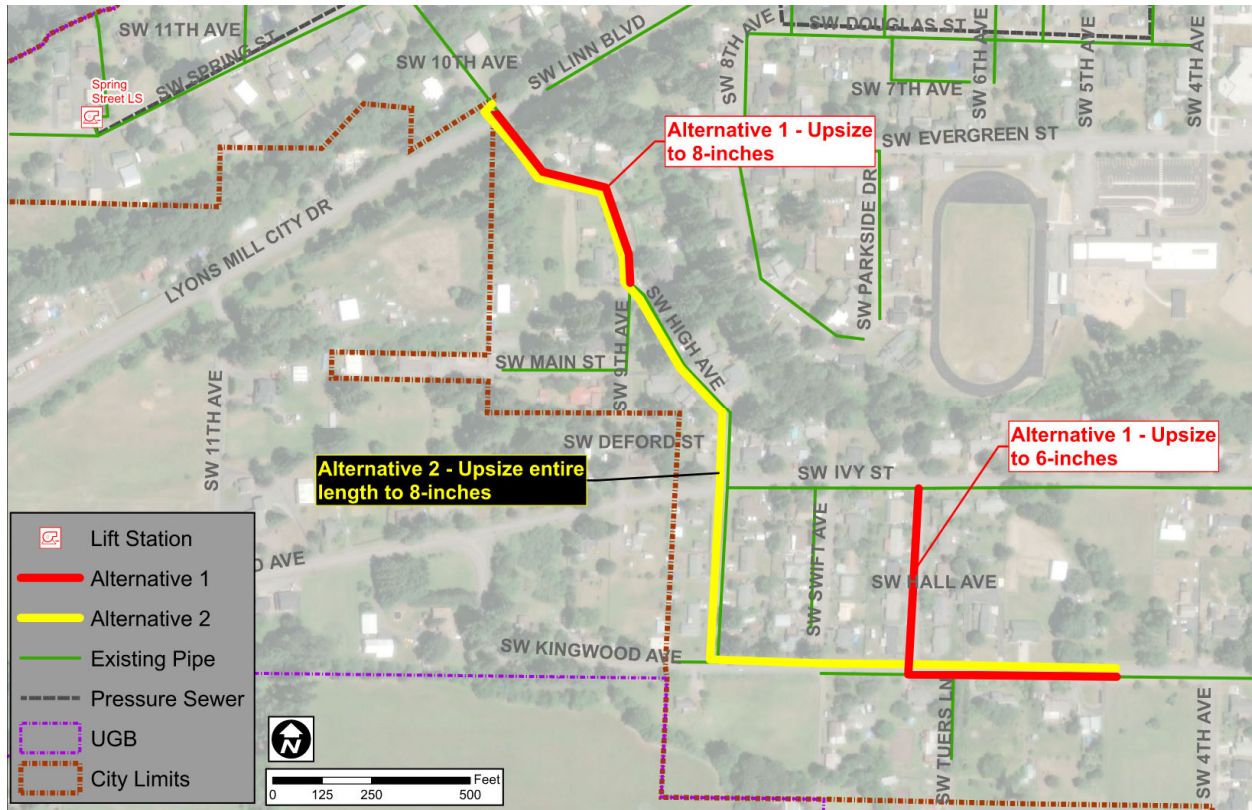 SW 11TH AVE
SW SPRING ST
SW 10TH AVE
SW LINN BLVD
SW 8TH AVE
SW DOUGLAS ST
SW 7TH AVE
SW 6TH AVE
SW 5TH AVE
SW 4TH AVE
Spring
Street LS
Alternative 1 - Upsize
to 8-inches
SW EVERGREEN ST
SW PARKSIDE DR
LYONS MILL CITY DR
SW HIGH AVE
SW MAIN ST
SW 9TH AVE
SW 11TH AVE
SW DEFORD ST
Alternative 2 - Upsize entire
length to 8-inches
Alternative 1 - Upsize
to 6-inches
SW IVY ST
SW SWIFT AVE
SW HALL AVE
D AVE
SW KINGWOOD AVE
SW TUERS LN
SW 4TH AVE
Lift Station
Alternative 1
Alternative 2
Existing Pipe
Pressure Sewer
UGB
City Limits
N
Feet
0 125 250 500